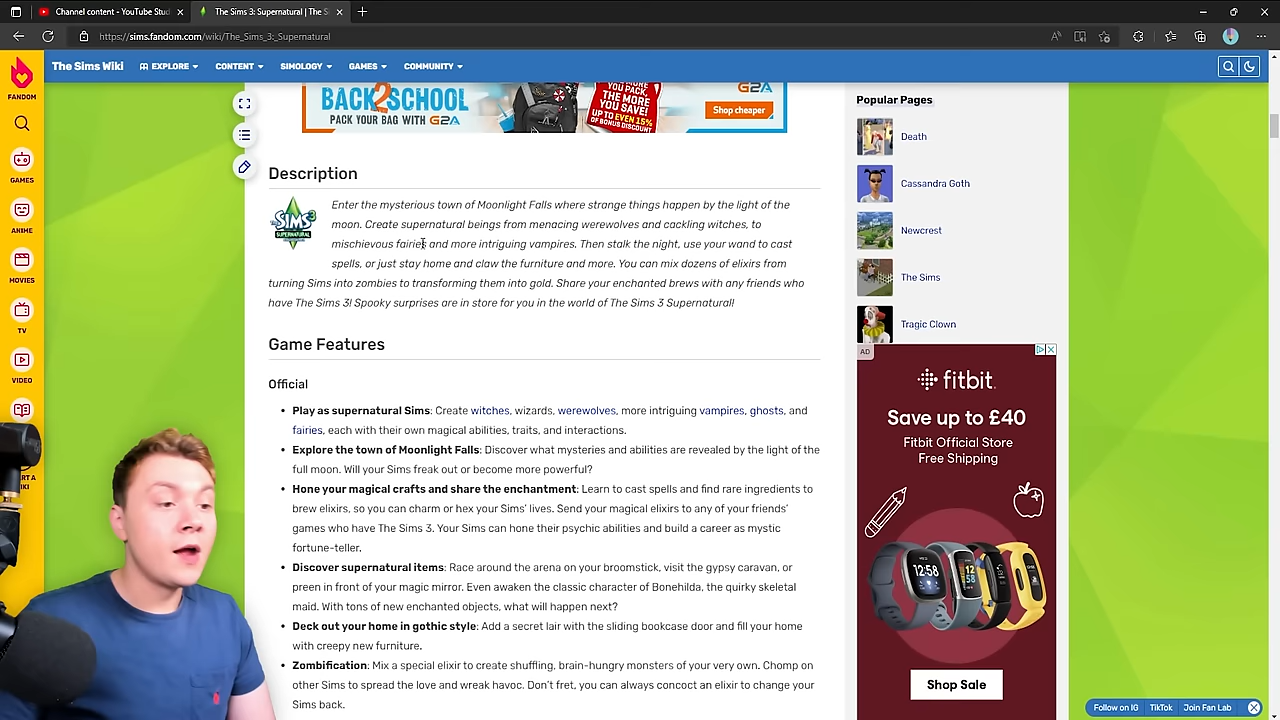 Channel content - YouTube Stud
The Sims 3: Supernatural | The S
https://sims.fandom.com/wiki/The_Sims_3:_Supernatural
FANDOM
GAMES
ANIME
MOVIES
TV
VIDEO
The Sims Wiki
EXPLORE
CONTENT
SIMOLOGY
GAMES
COMMUNITY
BACK2SCHOOL
PACK YOUR BAG WITH G2A
THE MORE
YOU SAVE!
UP TO EVEN 15%
OF BONUS DISCOUNT
G2A
Shop cheaper
Description
THE SIMS 3
SUPERNATURAL
Enter the mysterious town of Moonlight Falls where strange things happen by the light of the
moon. Create supernatural beings from menacing werewolves and cackling witches, to
mischievous fairies and more intriguing vampires. Then stalk the night, use your wand to cast
spells, or just stay home and claw the furniture and more. You can mix dozens of elixirs from
turning Sims into zombies to transforming them into gold. Share your enchanted brews with any friends who
have The Sims 3! Spooky surprises are in store for you in the world of The Sims 3 Supernatural!
Game Features
Official
• Play as supernatural Sims: Create witches, wizards, werewolves, more intriguing vampires, ghosts, and
fairies, each with their own magical abilities, traits, and interactions.
• Explore the town of Moonlight Falls: Discover what mysteries and abilities are revealed by the light of the
full moon. Will your Sims freak out or become more powerful?
• Hone your magical crafts and share the enchantment: Learn to cast spells and find rare ingredients to
brew elixirs, so you can charm or hex your Sims' lives. Send your magical elixirs to any of your friends'
games who have The Sims 3. Your Sims can hone their psychic abilities and build a career as mystic
fortune-teller.
• Discover supernatural items: Race around the arena on your broomstick, visit the gypsy caravan, or
preen in front of your magic mirror. Even awaken the classic character of Bonehilda, the quirky skeletal
maid. With tons of new enchanted objects, what will happen next?
• Deck out your home in gothic style: Add a secret lair with the sliding bookcase door and fill your home
with creepy new furniture.
• Zombification: Mix a special elixir to create shuffling, brain-hungry monsters of your very own. Chomp on
other Sims to spread the love and wreak havoc. Don't fret, you can always concoct an elixir to change your
Sims back.
Popular Pages
Death
Cassandra Goth
Newcrest
The Sims
Tragic Clown
AD
fitbit.
Save up to £40
Fitbit Official Store
Free Shipping
12:58
Shop Sale
Follow on IG
TikTok
Join Fan Lab